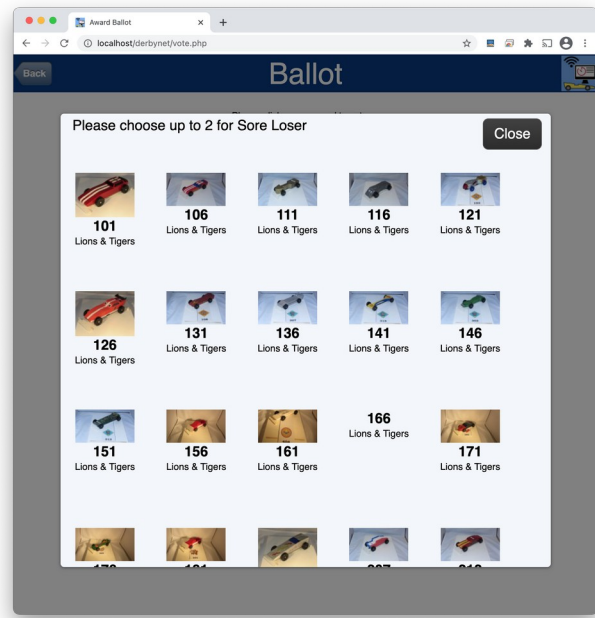 Award Ballot
localhost/derbynet/vote.php
Back
Ballot
Please choose up to 2 for Sore Loser
Close
101
Lions & Tigers
106
Lions & Tigers
111
Lions & Tigers
116
Lions & Tigers
121
Lions & Tigers
126
Lions & Tigers
131
Lions & Tigers
136
Lions & Tigers
141
Lions & Tigers
146
Lions & Tigers
151
Lions & Tigers
156
Lions & Tigers
161
Lions & Tigers
166
Lions & Tigers
171
Lions & Tigers